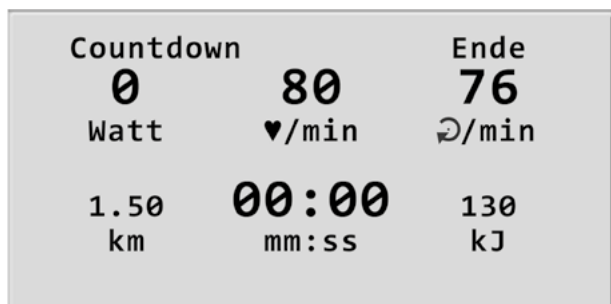 Countdown Ende
0 80 76
Watt ♥/min /min
1.50 00:00 130
km mm:ss kJ